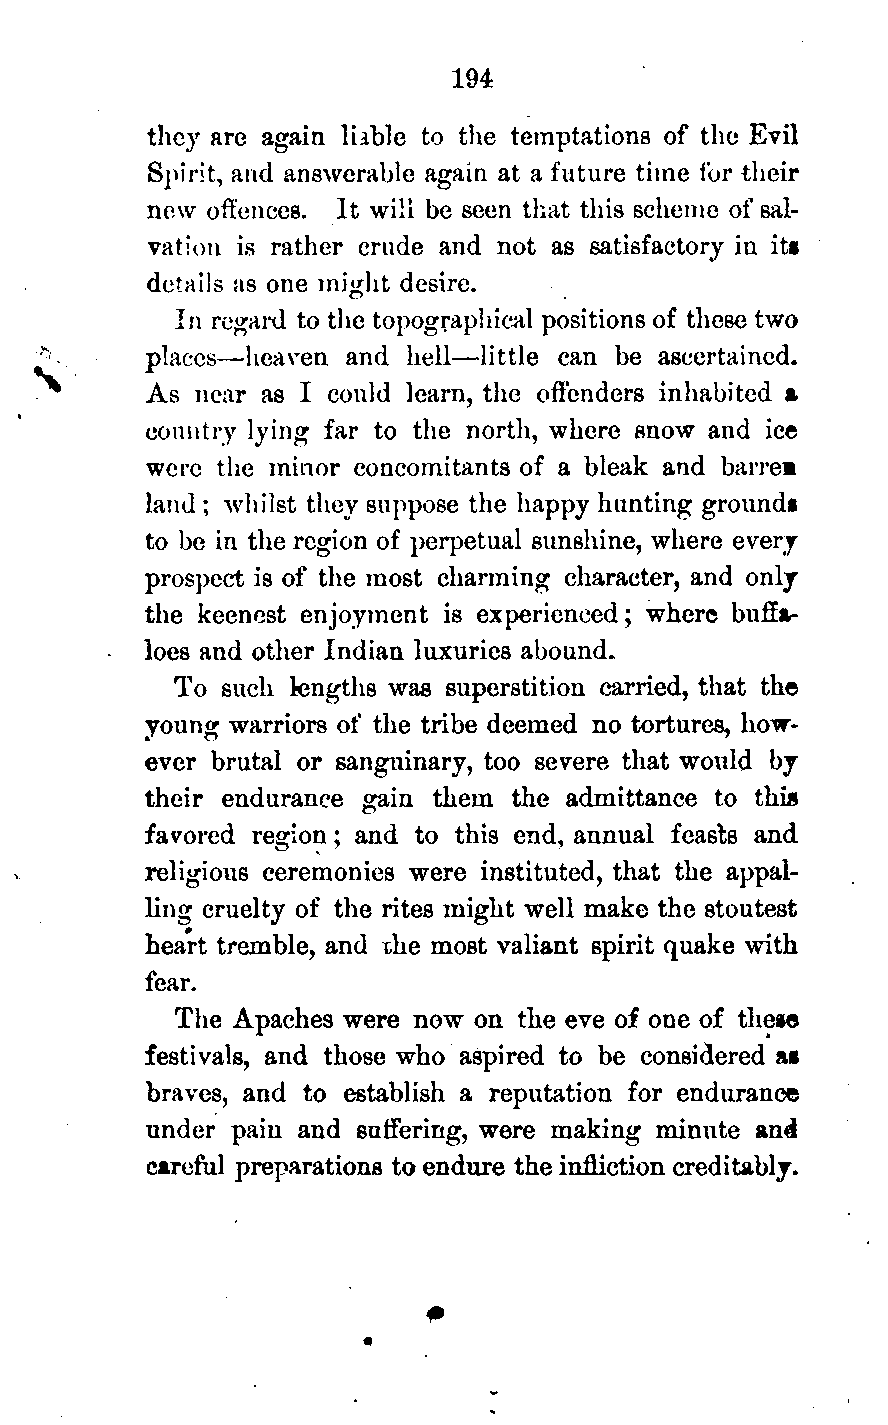 194
they are again liable to the temptations of the Evil
Spirit, and answerable again at a future time for their
new offences. It will be seen that this scheme of sal-
vation is rather crude and not as satisfactory in its
details as one might desire.
In regard to the topographical positions of these two
places—heaven and hell—little can be ascertained.
As near as I could learn, the offenders inhabited a
country lying far to the north, where snow and ice
were the minor concomitants of a bleak and barren
land; whilst they suppose the happy hunting grounds
to be in the region of perpetual sunshine, where every
prospect is of the most charming character, and only
the keenest enjoyment is experienced; where buffa-
loes and other Indian luxuries abound.
To such lengths was superstition carried, that the
young warriors of the tribe deemed no tortures, how-
ever brutal or sanguinary, too severe that would by
their endurance gain them the admittance to this
favored region; and to this end, annual feasts and
religious ceremonies were instituted, that the appal-
ling cruelty of the rites might well make the stoutest
heart tremble, and the most valiant spirit quake with
fear.
The Apaches were now on the eve of one of these
festivals, and those who aspired to be considered as
braves, and to establish a reputation for endurance
under pain and suffering, were making minute and
careful preparations to endure the infliction creditably.